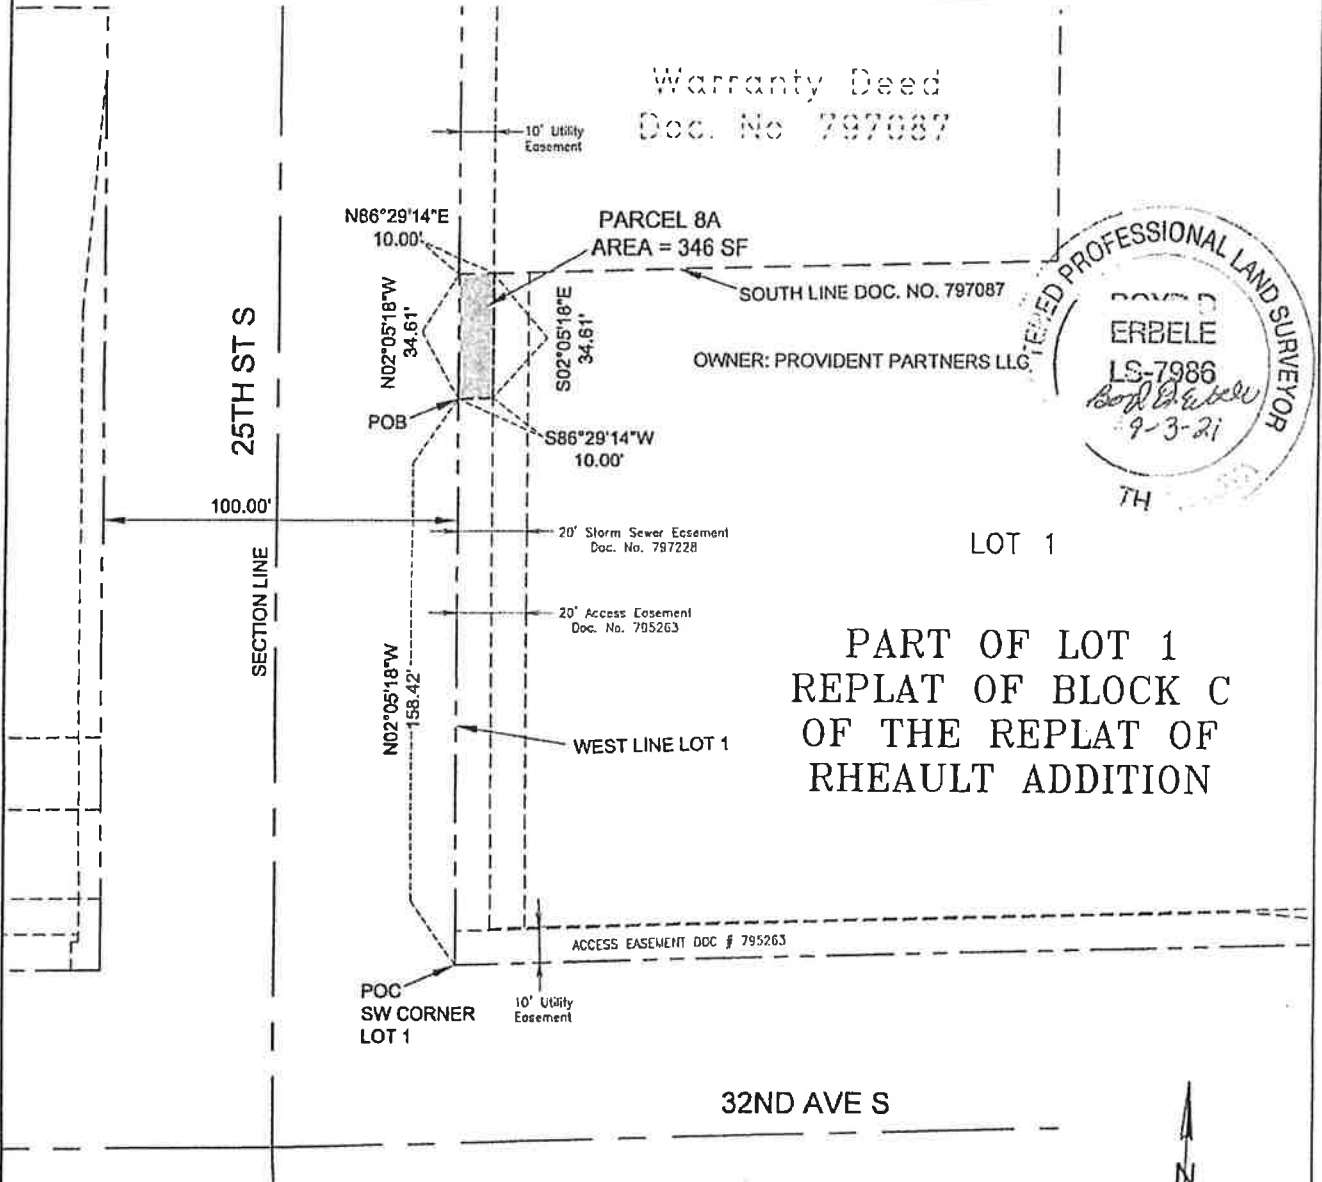 Warranty Deed
Doc. No 797087
10' Utility
Easement
N86°29'14"E
10.00'
PARCEL 8A
AREA = 346 SF
SOUTH LINE DOC. NO. 797087
OWNER: PROVIDENT PARTNERS LLC
PROFESSIONAL LAND SURVEYOR
ERBELE
LS-7986
9-3-21
TH
25TH ST S
N02°05'18"W
34.61'
S02°05'18"E
34.61'
POB
S86°29'14"W
10.00'
100.00'
SECTION LINE
20' Storm Sewer Easement
Doc. No. 797228
LOT 1
20' Access Easement
Doc. No. 795263
N02°05'18"W
158.42'
WEST LINE LOT 1
PART OF LOT 1
REPLAT OF BLOCK C
OF THE REPLAT OF
RHEAULT ADDITION
ACCESS EASEMENT DOC # 795263
POC
SW CORNER
LOT 1
10' Utility
Easement
32ND AVE S
N